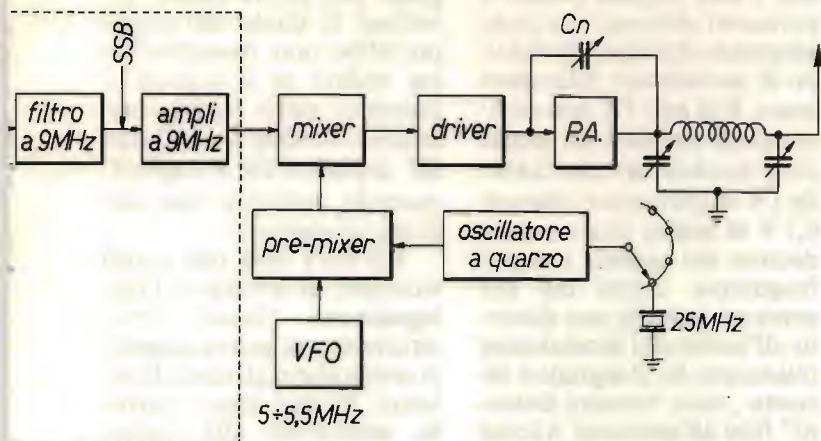 SSB
Cn
filtro
a 9MHz
ampli
a 9MHz
mixer
driver
P.A.
pre-mixer
oscillatore
a quarzo
25MHz
VFO
5÷5,5MHz